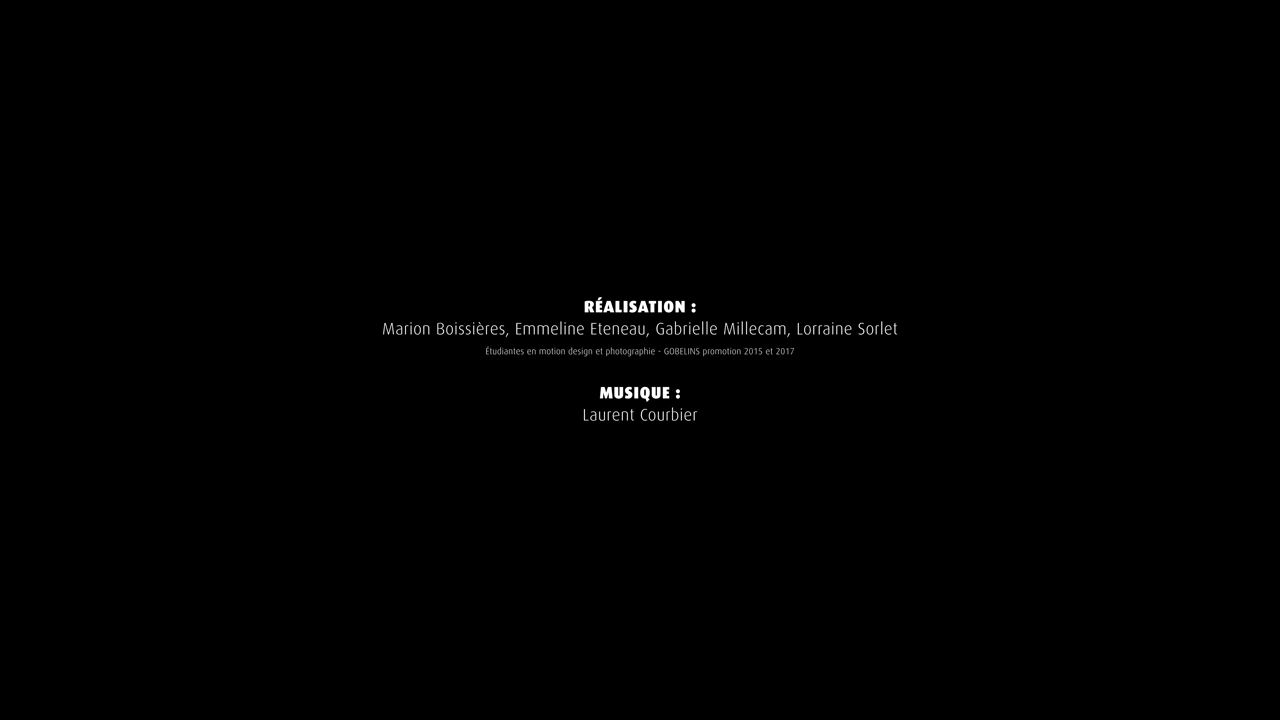 RÉALISATION :
Marion Boissières, Emmeline Eteneau, Gabrielle Millecam, Lorraine Sorlet
Étudiantes en motion design et photographie - GOBELINS promotion 2015 et 2017
MUSIQUE :
Laurent Courbier